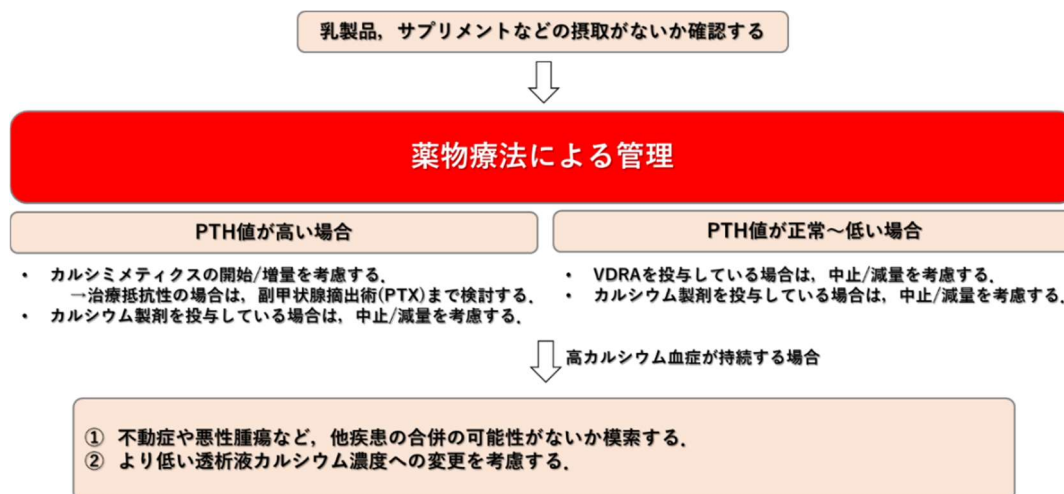 乳製品，サプリメントなどの摂取がないか確認する
薬物療法による管理
PTH値が高い場合
・ カルシミメティクスの開始/増量を考慮する．
→治療抵抗性の場合は，副甲状腺摘出術(PTX)まで検討する．
・ カルシウム製剤を投与している場合は，中止/減量を考慮する．
PTH値が正常～低い場合
・ VDRAを投与している場合は，中止/減量を考慮する．
・ カルシウム製剤を投与している場合は，中止/減量を考慮する．
高カルシウム血症が持続する場合
① 不動症や悪性腫瘍など，他疾患の合併の可能性がないか模索する．
② より低い透析液カルシウム濃度への変更を考慮する．